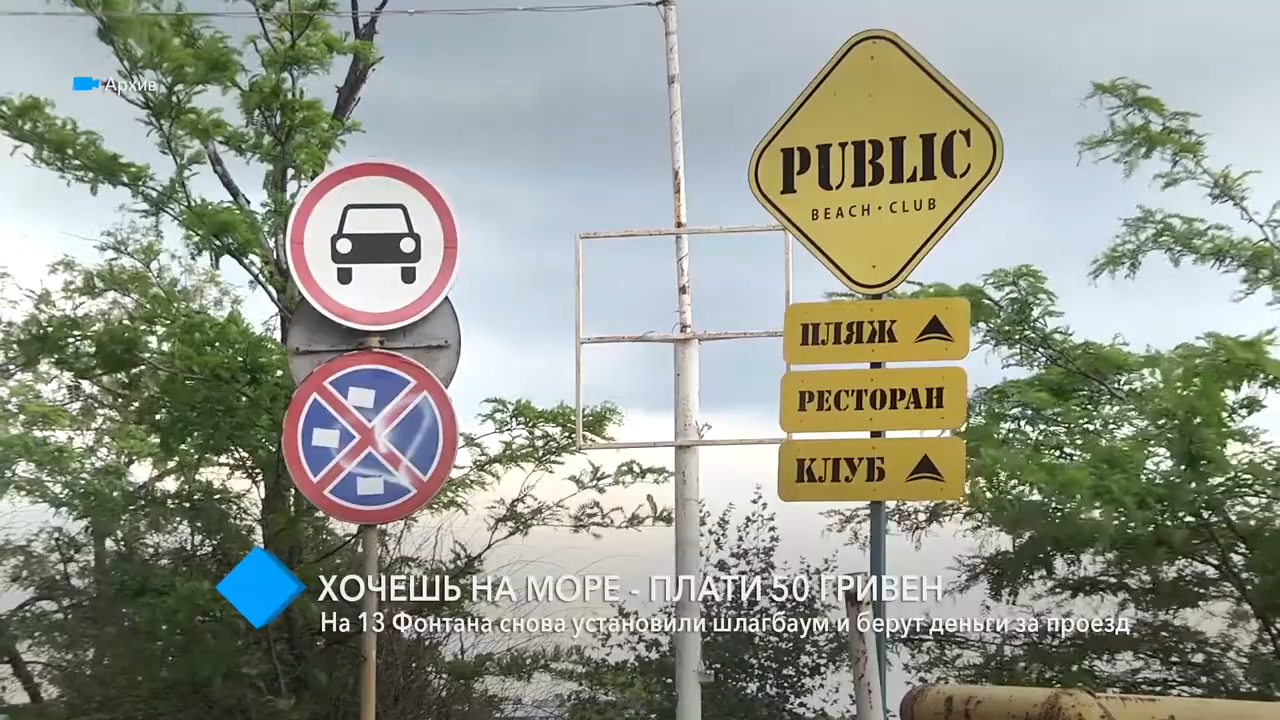 Архив
PUBLIC
BEACH • CLUB
ПЛЯЖ
РЕСТОРАН
КЛУБ
ХОЧЕШЬ НА МОРЕ - ПЛАТИ 50 ГРИВЕН
На 13 Фонтана снова установили шлагбаум и берут деньги за проезд